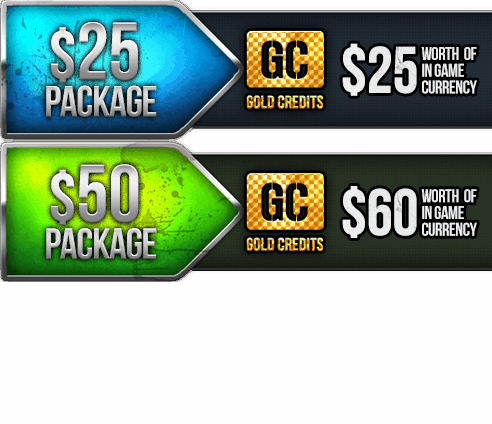 $25
PACKAGE
GC
GOLD CREDITS
$25
WORTH OF
IN GAME
CURRENCY
$50
PACKAGE
GC
GOLD CREDITS
$60
WORTH OF
IN GAME
CURRENCY